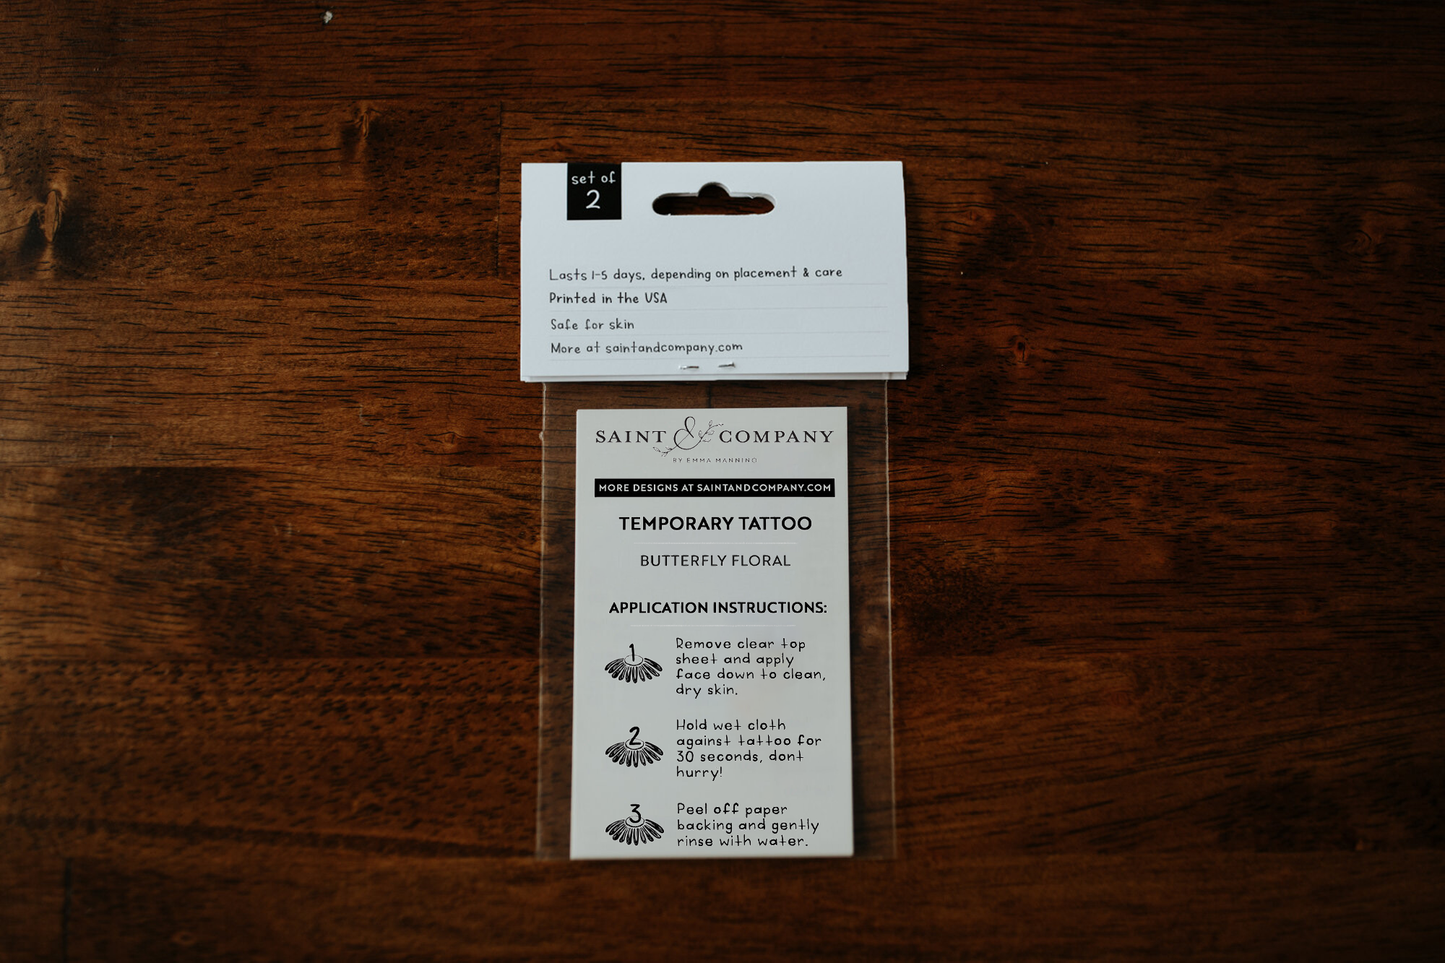 set of
2
Lasts 1-5 days, depending on placement & care
Printed in the USA
Safe for skin
More at saintandcompany.com
SAINT & COMPANY
BY EMMA MANNINO
MORE DESIGNS AT SAINTANDCOMPANY.COM
TEMPORARY TATTOO
BUTTERFLY FLORAL
APPLICATION INSTRUCTIONS:
1
Remove clear top
sheet and apply
face down to clean,
dry skin.
2
Hold wet cloth
against tattoo for
30 seconds, dont
hurry!
3
Peel off paper
backing and gently
rinse with water.